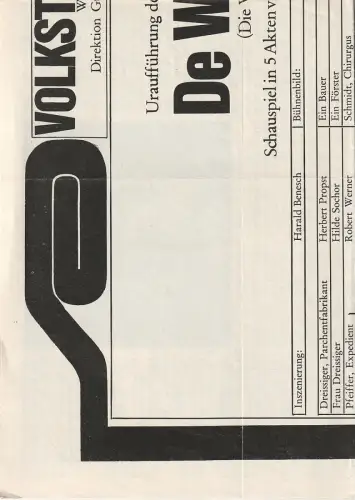 VOLKST
W
Direktion G
Uraufführung de
De W
(Die
Schauspiel in 5 Akten v
Inszenierung: Harald Benesch Bühnenbild:
Dreissiger, Parchentfabrikant Herbert Propst Ein Bauer
Frau Dreissiger Hilde Sochor Ein Förster
Pfeiffer, Expedient Robert Werner Schmidt, Chirurgus